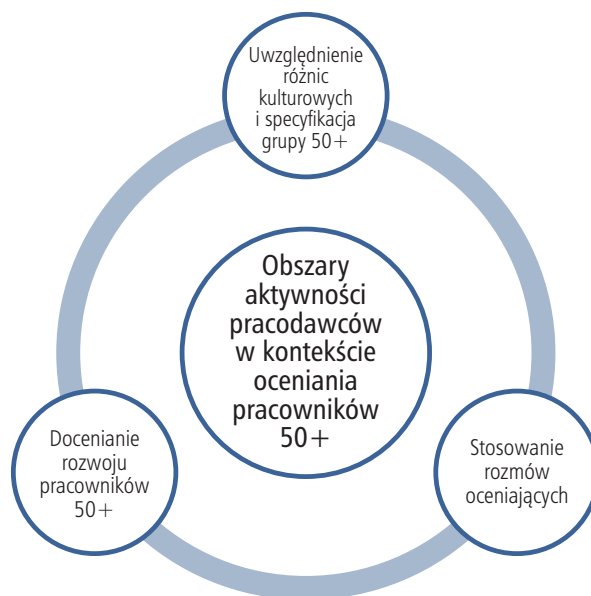 Uwzględnienie
różnic
kulturowych
i specyfikacja
grupy 50+
Obszary
aktywności
pracodawców
w kontekście
oceniania
pracowników
50+
Docenianie
rozwoju
pracowników
50+
Stosowanie
rozmów
oceniających